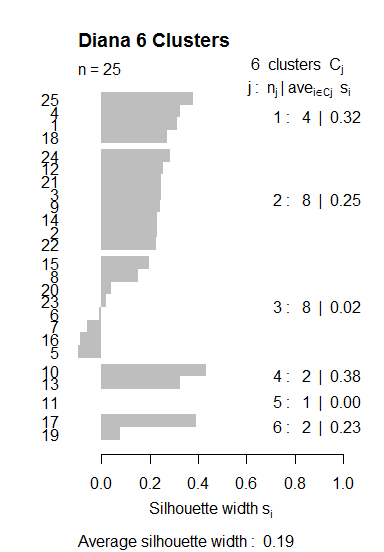 Diana 6 Clusters
n = 25
6 clusters Cj
j : nj | avei∈Cj si
25
4
1
18
1 : 4 | 0.32
24
12
21
3
9
14
2
22
2 : 8 | 0.25
15
8
20
23
6
7
16
5
3 : 8 | 0.02
10
13
4 : 2 | 0.38
11
5 : 1 | 0.00
17
19
6 : 2 | 0.23
0.0 0.2 0.4 0.6 0.8 1.0
Silhouette width si
Average silhouette width : 0.19